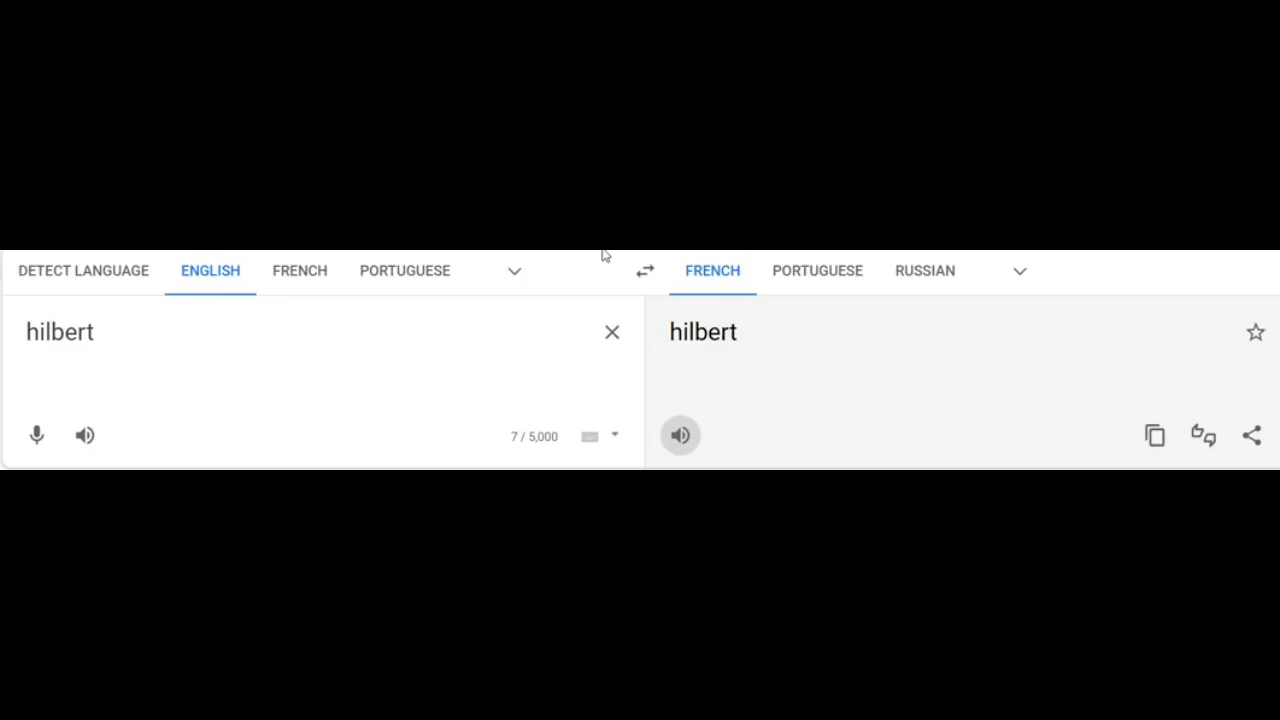 DETECT LANGUAGE ENGLISH FRENCH PORTUGUESE FRENCH PORTUGUESE RUSSIAN
hilbert hilbert
7 / 5,000